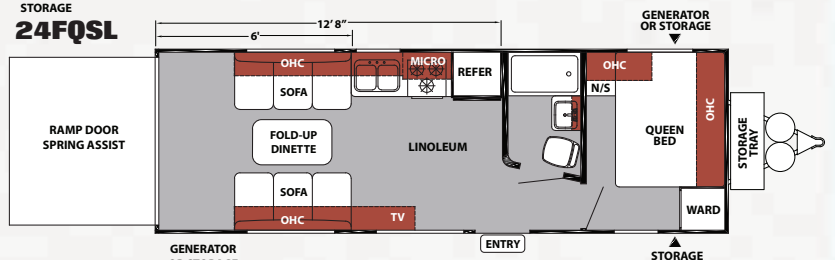 STORAGE
24FQSL
12' 8"
6'
GENERATOR
OR STORAGE
OHC
MICRO
REFER
OHC
N/S
SOFA
RAMP DOOR
SPRING ASSIST
FOLD-UP
DINETTE
LINOLEUM
QUEEN
BED
OHC
STORAGE
TRAY
SOFA
OHC
TV
WARD
ENTRY
GENERATOR
STORAGE